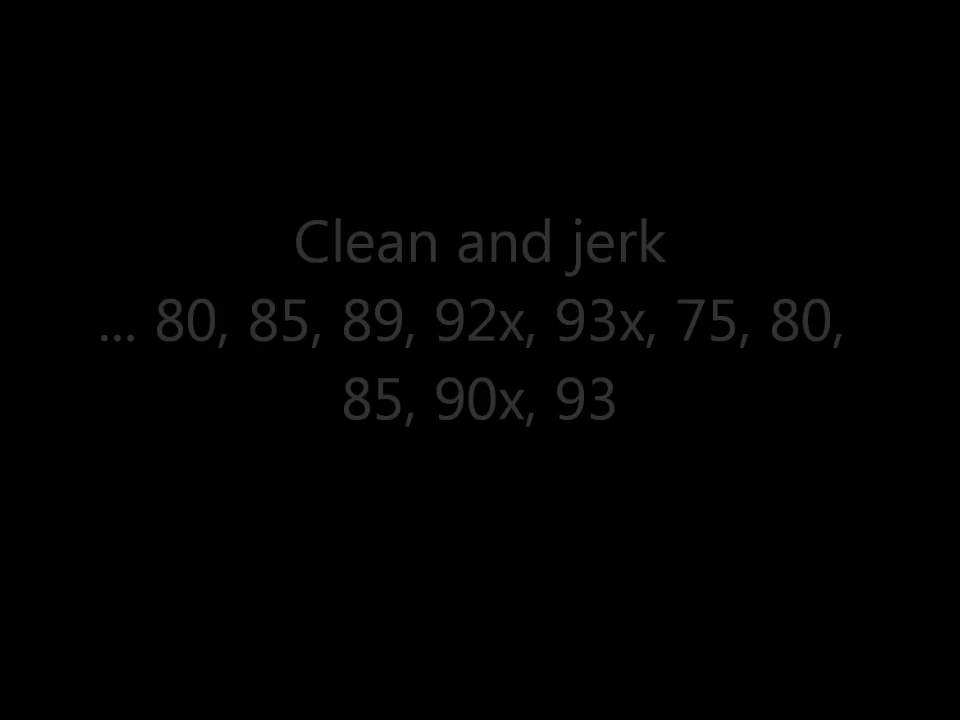 Clean and jerk
... 80, 85, 89, 92x, 93x, 75, 80,
85, 90x, 93